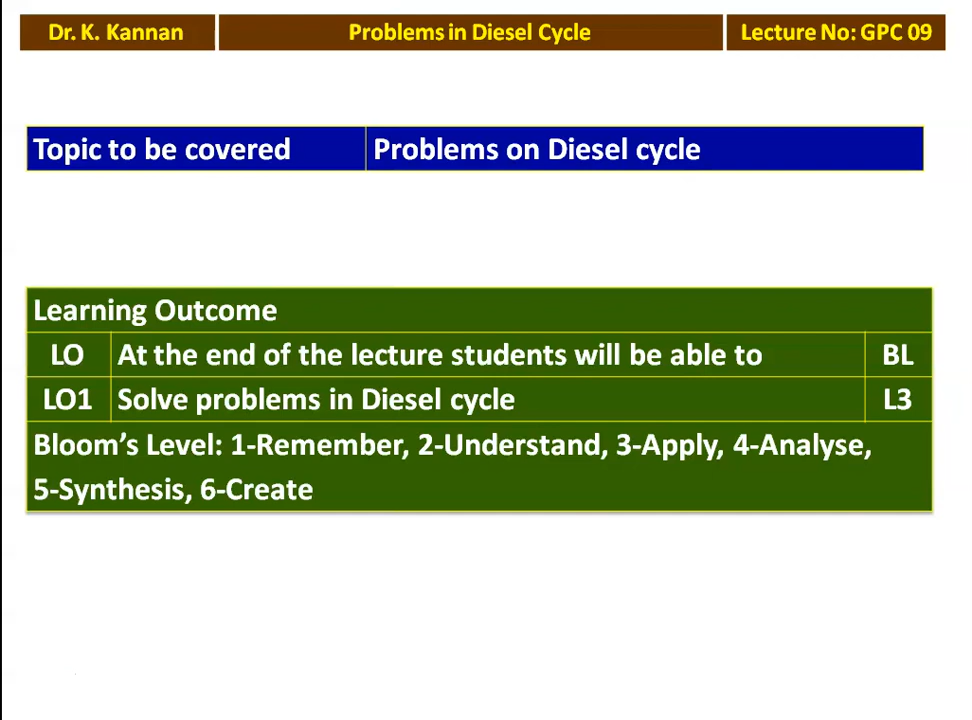 Dr. K. Kannan
Problems in Diesel Cycle
Lecture No: GPC 09
Topic to be covered
Problems on Diesel cycle
Learning Outcome
LO
At the end of the lecture students will be able to
BL
LO1
Solve problems in Diesel cycle
L3
Bloom’s Level: 1-Remember, 2-Understand, 3-Apply, 4-Analyse,
5-Synthesis, 6-Create